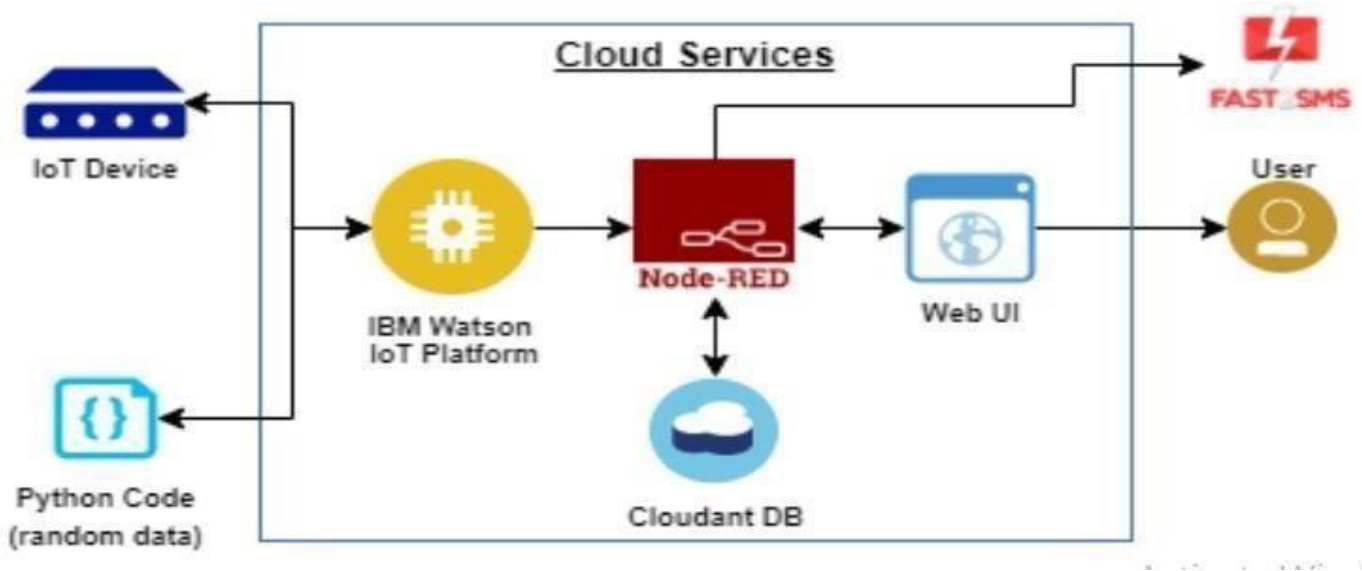 Cloud Services
FAST2SMS
IoT Device
User
Node-RED
Web UI
IBM Watson
IoT Platform
Python Code
(random data)
Cloudant DB